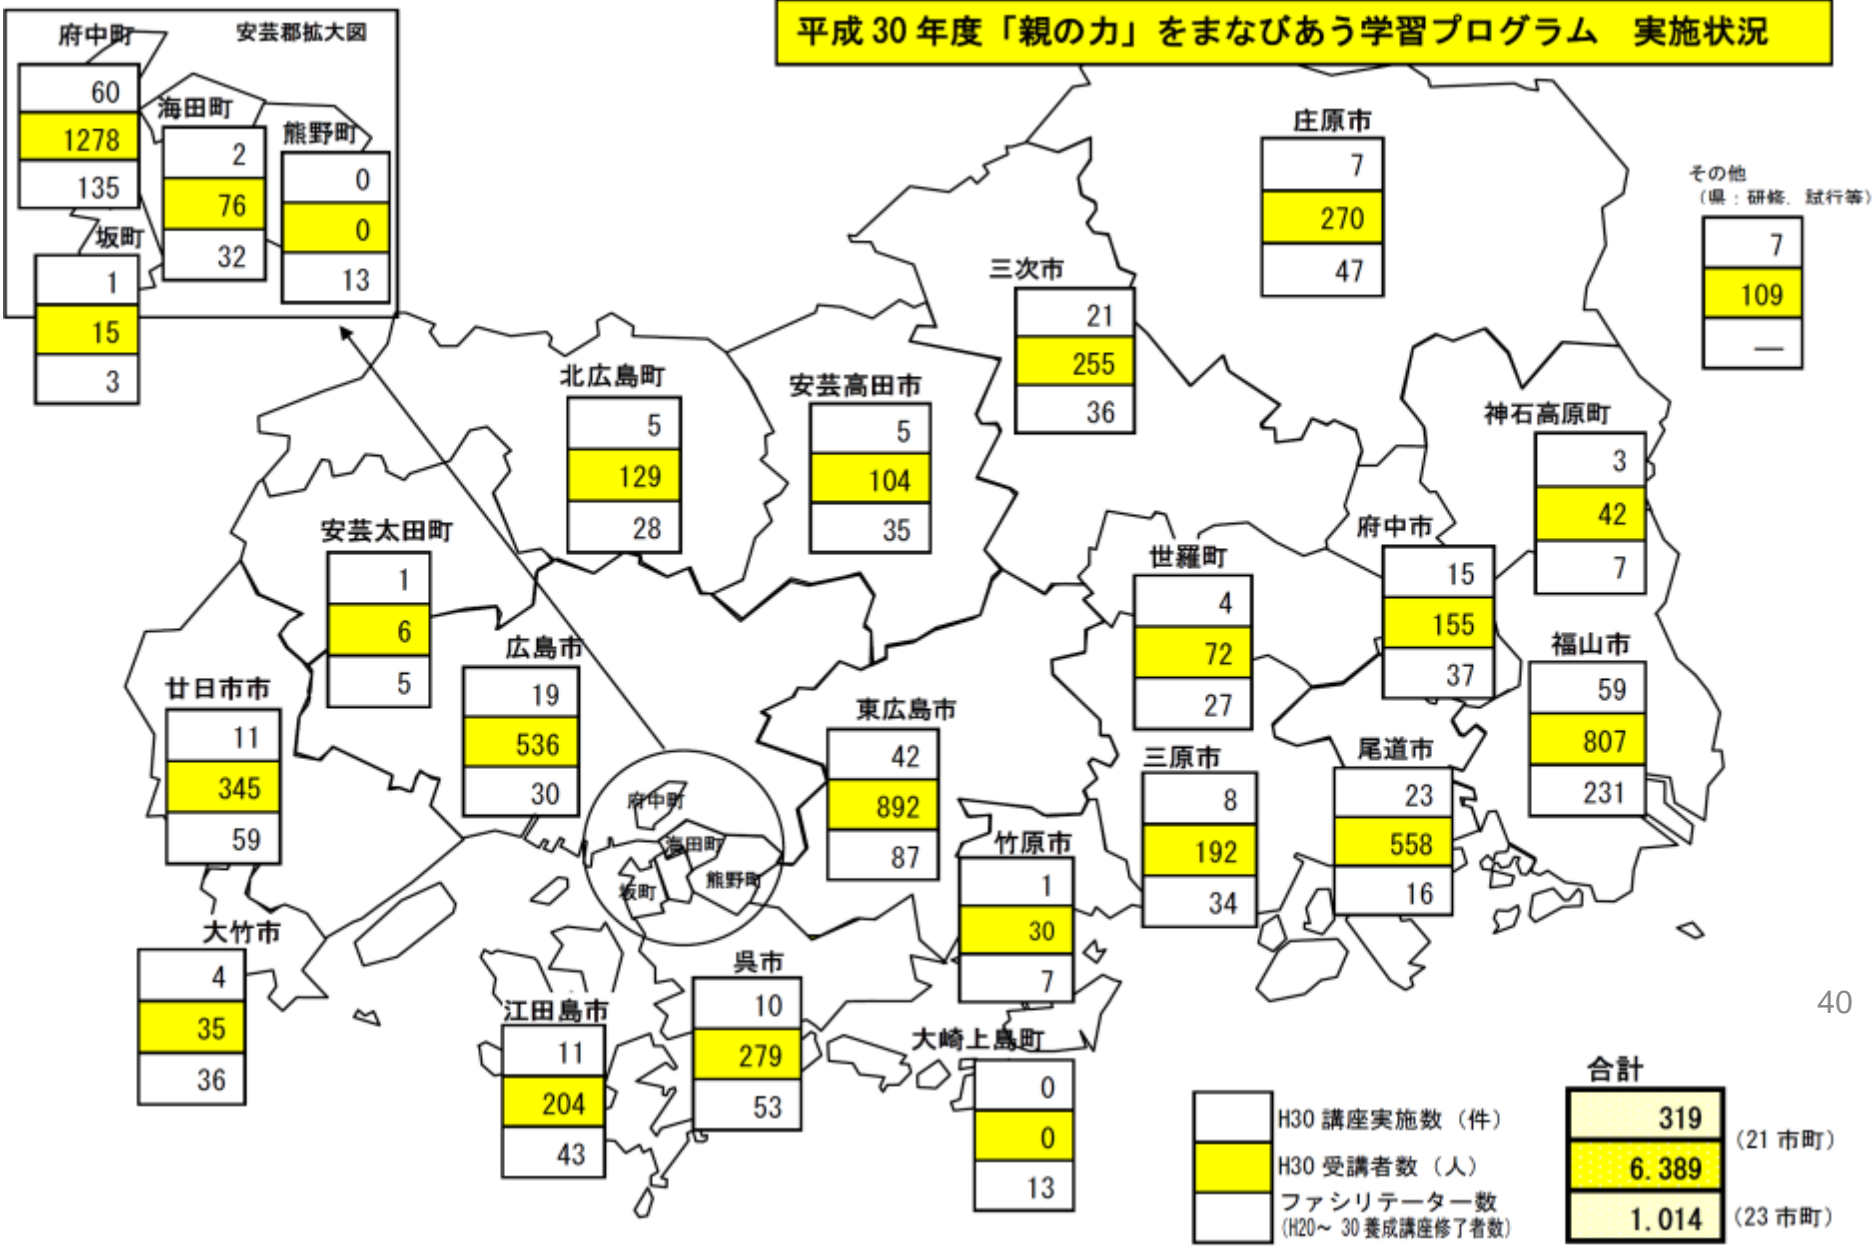 平成 30 年度「親の力」をまなびあう学習プログラム　実施状況
安芸郡拡大図
府中町
60
1278
135
海田町
2
76
32
熊野町
0
0
13
坂町
1
15
3
庄原市
7
270
47
その他
（県：研修、試行等）
7
109
―
三次市
21
255
36
北広島町
5
129
28
安芸高田市
5
104
35
神石高原町
3
42
7
安芸太田町
1
6
5
世羅町
4
72
27
府中市
15
155
37
福山市
59
807
231
廿日市市
11
345
59
広島市
19
536
30
東広島市
42
892
87
三原市
8
192
34
尾道市
23
558
16
府中町
海田町
坂町
熊野町
竹原市
1
30
7
大竹市
4
35
36
江田島市
11
204
43
呉市
10
279
53
大崎上島町
0
0
13
40
H30 講座実施数（件）
H30 受講者数（人）
ファシリテーター数
(H20～ 30 養成講座修了者数)
合計
319
(21 市町)
6.389
1.014
(23 市町)